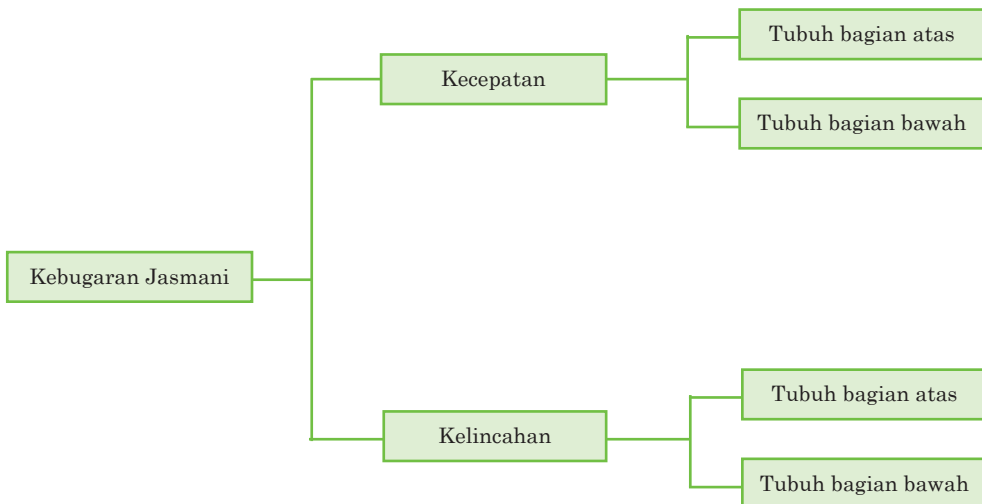 Tubuh bagian atas
Kecepatan
Tubuh bagian bawah
Kebugaran Jasmani
Tubuh bagian atas
Kelincahan
Tubuh bagian bawah